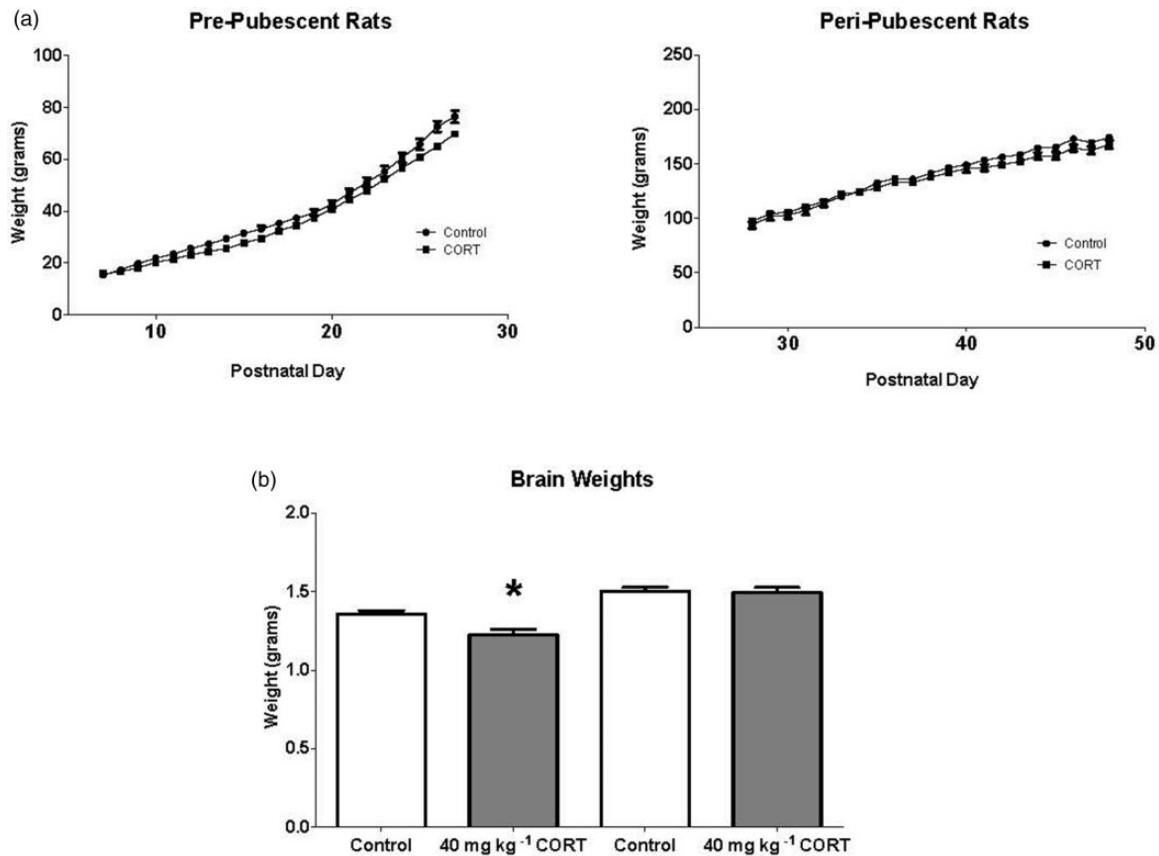 (a)
Pre-Pubescent Rats
100
80
60
40
20
0
Weight (grams)
10
20
30
Postnatal Day
Control
CORT
Peri-Pubescent Rats
250
200
150
100
50
0
Weight (grams)
30
40
50
Postnatal Day
Control
CORT
(b)
Brain Weights
2.0
1.5
1.0
0.5
0.0
Weight (grams)
*
Control
40 mg kg⁻¹ CORT
Control
40 mg kg⁻¹ CORT